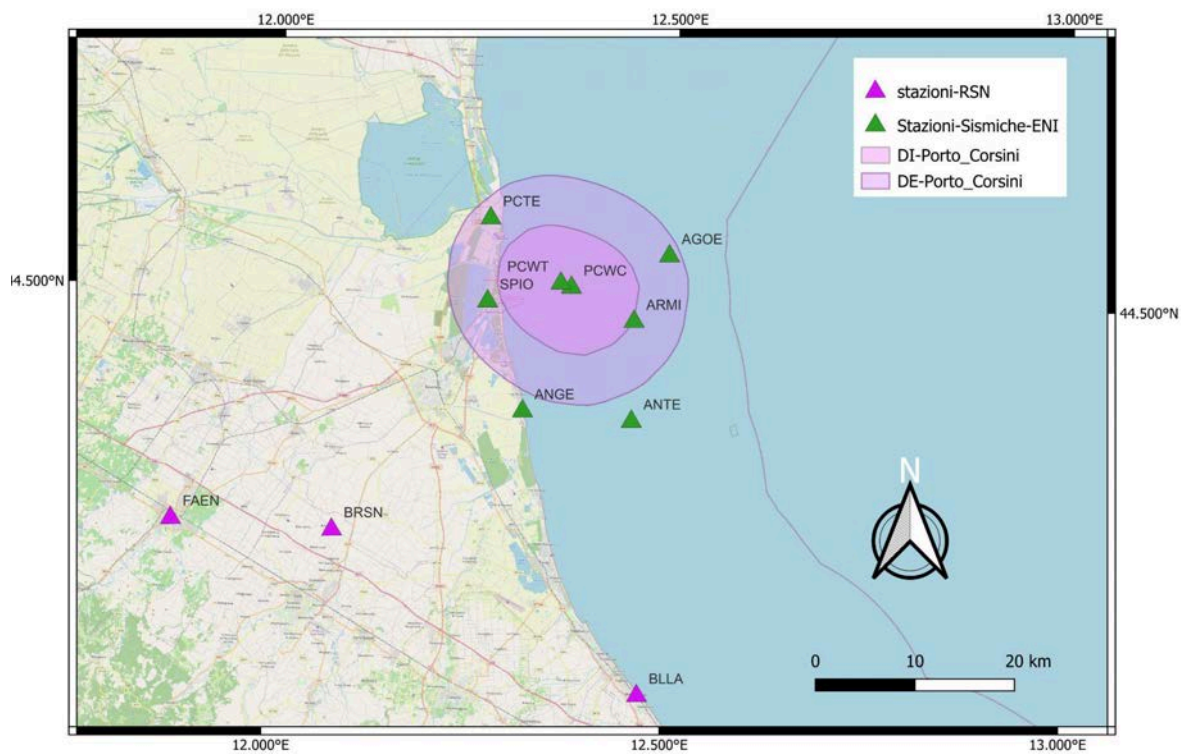 12.000°E 12.500°E 13.000°E
stazioni-RSN
Stazioni-Sismiche-ENI
DI-Porto_Corsini
DE-Porto_Corsini
PCTE
AGOE
PCWT PCWC
SPIO
44.500°N
ARMI
44.500°N
ANGE
ANTE
N
FAEN
BRSN
0 10 20 km
BLLA
12.000°E 12.500°E 13.000°E